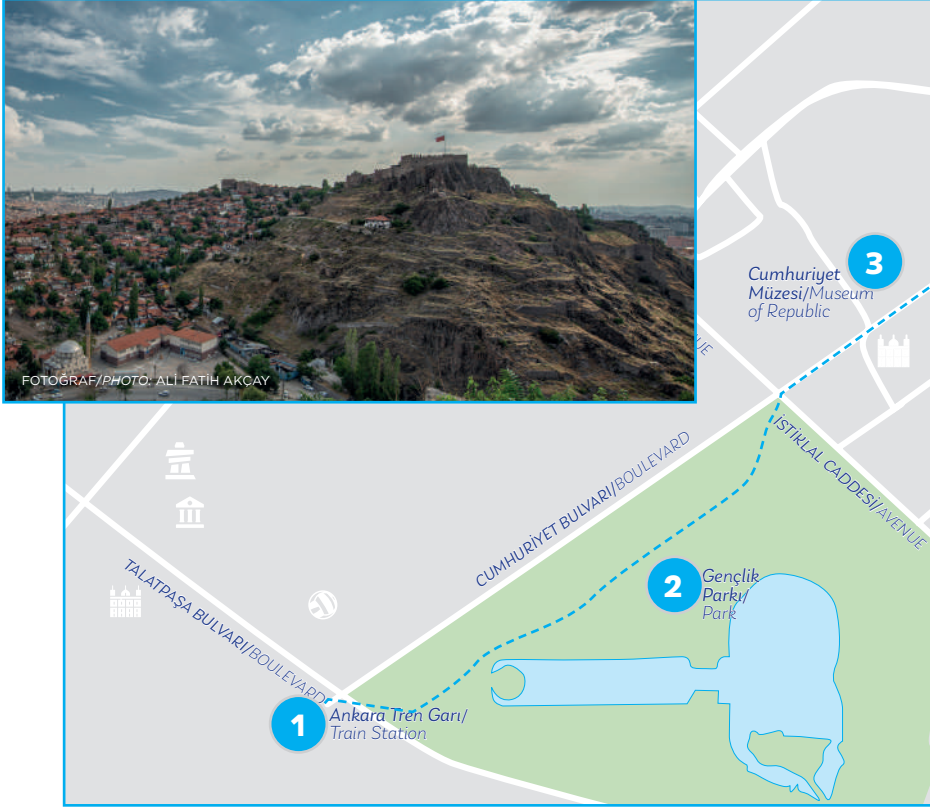 FOTOĞRAF/PHOTO: ALİ FATİH AKÇAY
3
Cumhuriyet
Müzesi/Museum
of Republic
UE
İSTİKLAL CADDESİ/AVENUE
CUMHURİYET BULVARI/BOULEVARD
2
Gençlik
Parkı/
Park
TALATPAŞA BULVARI/BOULEVARD
1
Ankara Tren Garı/
Train Station